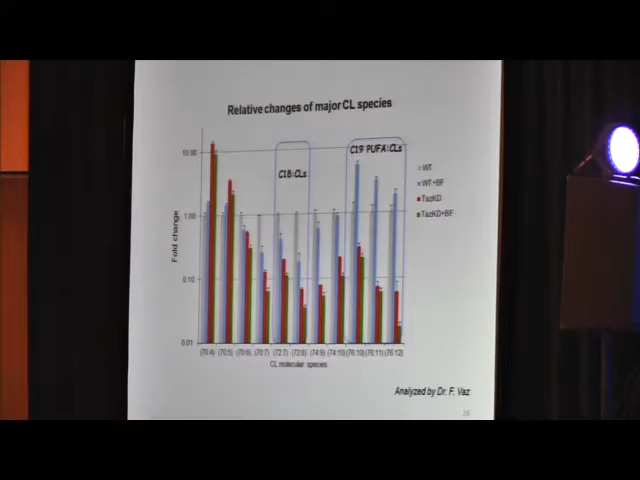 Relative changes of major CL species
10.00
1.00
0.10
0.01
Fold change
C18:CLs
C19 PUFA:CLs
WT
WT+BF
TazKD
TazKD+BF
(70:4) (70:5) (70:6) (70:7) (72:7) (72:8) (74:9) (74:10) (76:10) (76:11) (76:12)
CL molecular species
Analyzed by Dr. F. Vaz